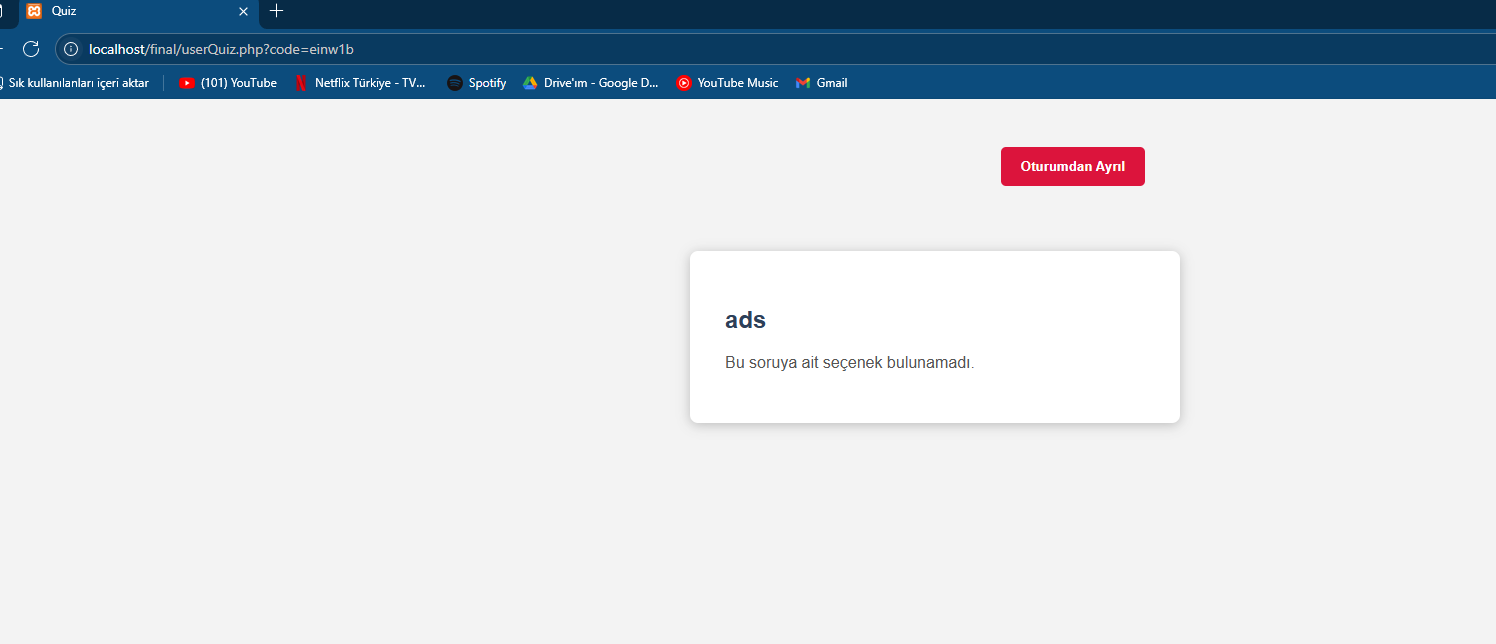 Quiz
localhost/final/userQuiz.php?code=einw1b
Sık kullanılanları içeri aktar (101) YouTube Netflix Türkiye - TV... Spotify Drive'ım - Google D... YouTube Music Gmail
Oturumdan Ayrıl
ads
Bu soruya ait seçenek bulunamadı.